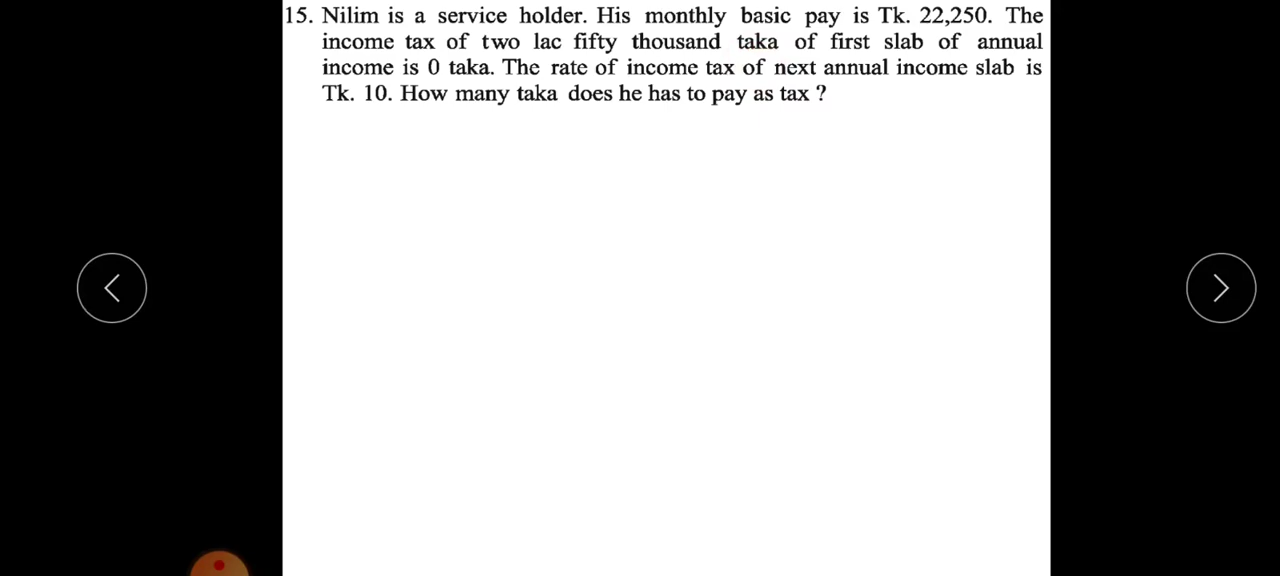 15. Nilim is a service holder. His monthly basic pay is Tk. 22,250. The
income tax of two lac fifty thousand taka of first slab of annual
income is 0 taka. The rate of income tax of next annual income slab is
Tk. 10. How many taka does he has to pay as tax ?